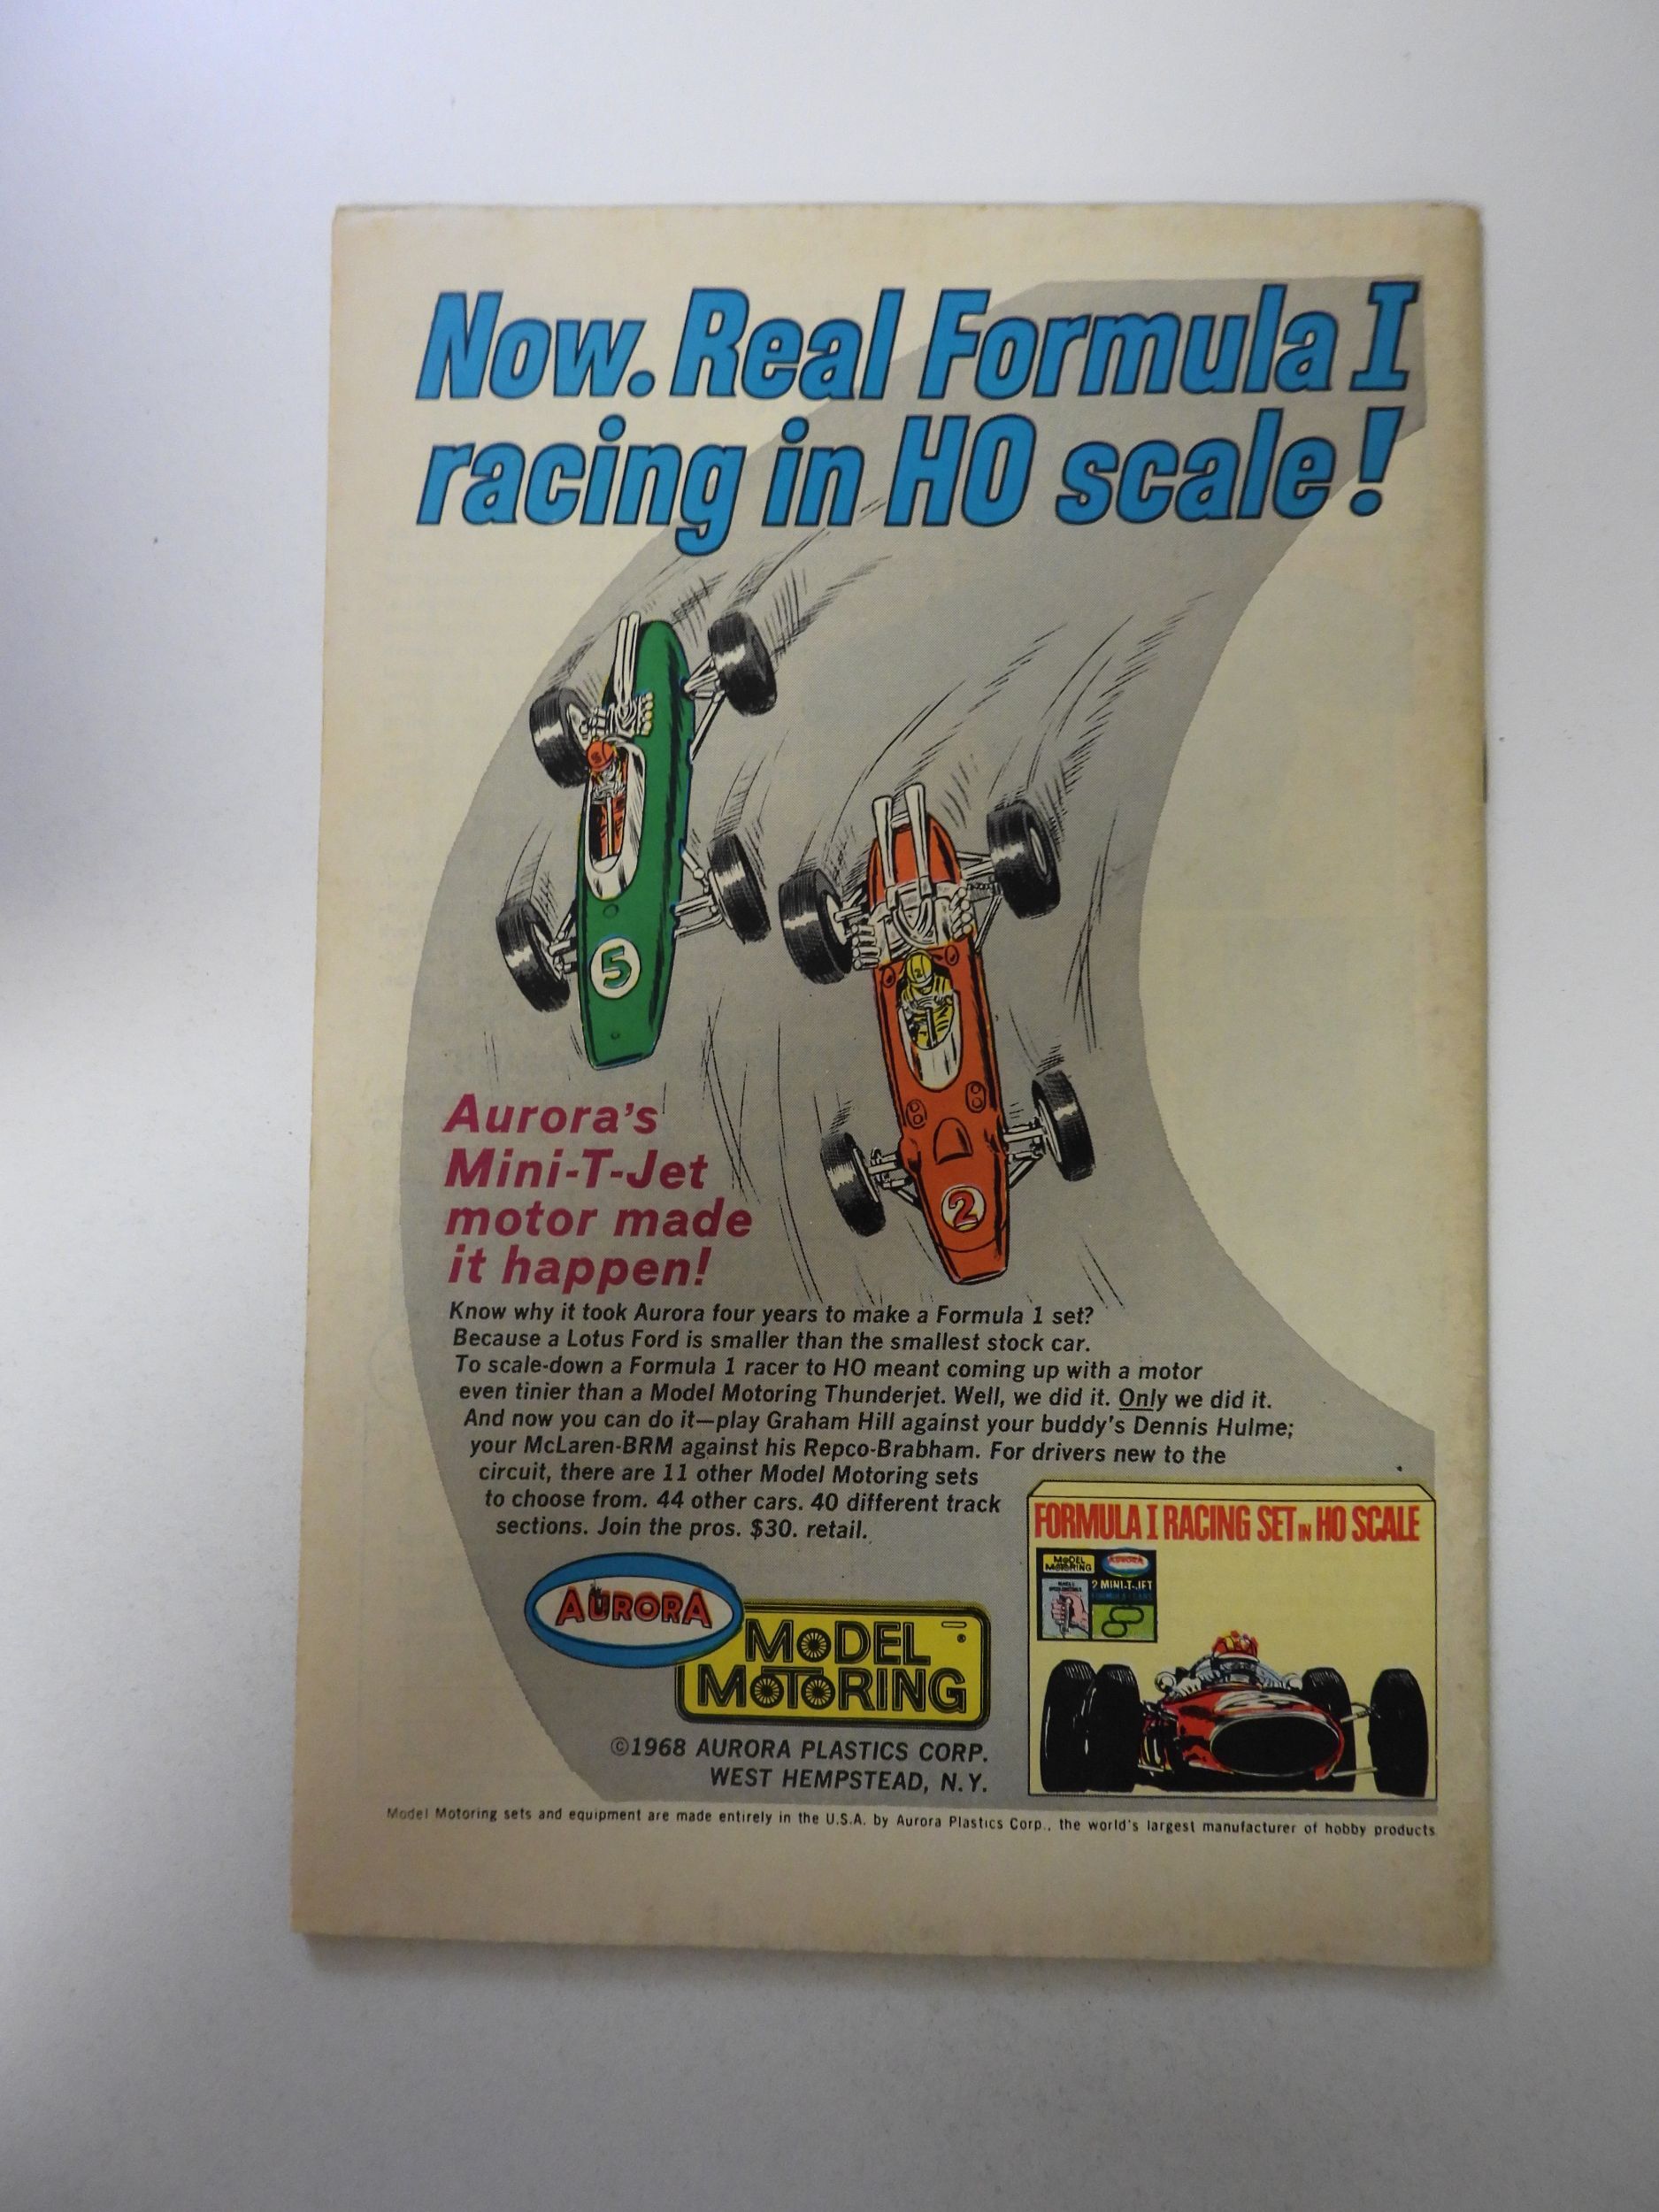 Now. Real Formula I
racing in HO scale!
5
2
Aurora's
Mini-T-Jet
motor made
it happen!
Know why it took Aurora four years to make a Formula 1 set?
Because a Lotus Ford is smaller than the smallest stock car.
To scale-down a Formula 1 racer to HO meant coming up with a motor
even tinier than a Model Motoring Thunderjet. Well, we did it. Only we did it.
And now you can do it—play Graham Hill against your buddy's Dennis Hulme;
your McLaren-BRM against his Repco-Brabham. For drivers new to the
circuit, there are 11 other Model Motoring sets
to choose from. 44 other cars. 40 different track
sections. Join the pros. $30. retail.
FORMULA I RACING SET IN HO SCALE
MODEL MOTORING
AURORA
2 MINI-T-JET
AURORA
MODEL
MOTORING
©1968 AURORA PLASTICS CORP.
WEST HEMPSTEAD, N.Y.
Model Motoring sets and equipment are made entirely in the U.S.A. by Aurora Plastics Corp., the world's largest manufacturer of hobby products